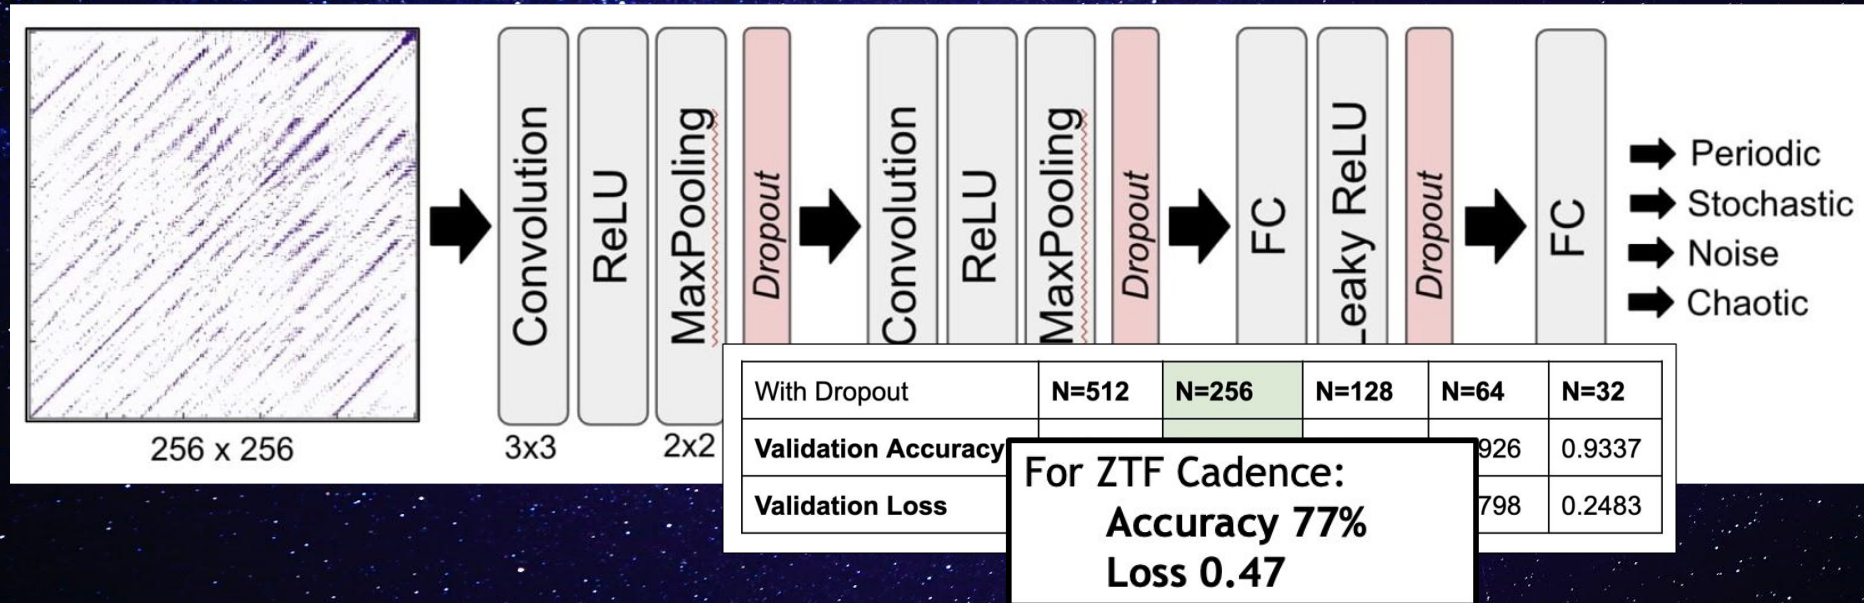 256 x 256
Convolution
ReLU
MaxPooling
Dropout
3x3
2x2
Convolution
ReLU
MaxPooling
Dropout
FC
Leaky ReLU
Dropout
FC
Periodic
Stochastic
Noise
Chaotic
With Dropout N=512 N=256 N=128 N=64 N=32
Validation Accuracy 926 0.9337
Validation Loss 798 0.2483
For ZTF Cadence:
Accuracy 77%
Loss 0.47